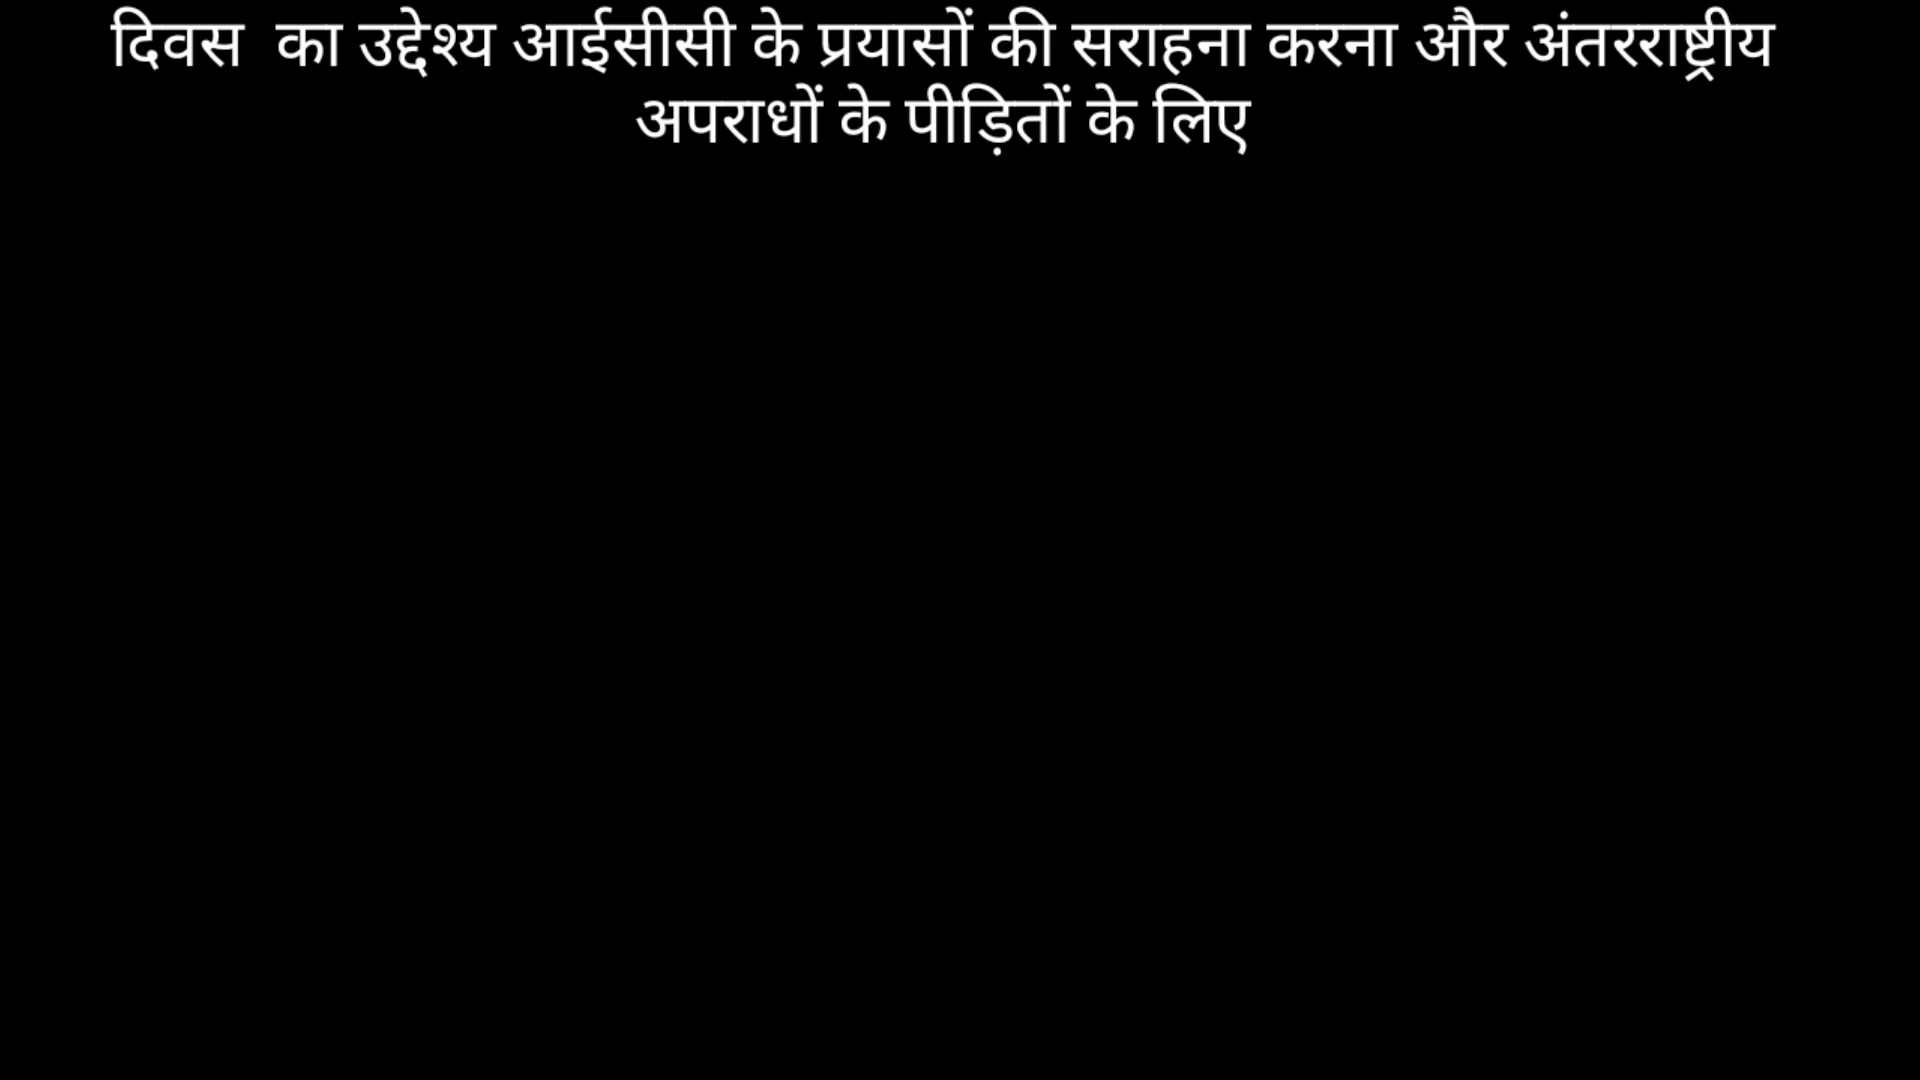 दिवस  का उद्देश्य आईसीसी के प्रयासों की सराहना करना और अंतरराष्ट्रीय
अपराधों के पीड़ितों के लिए